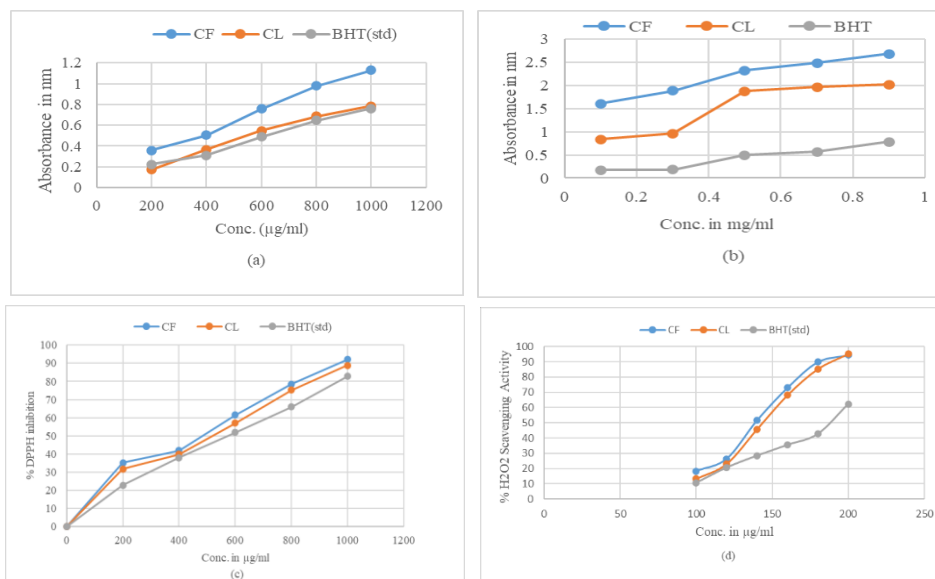 CF CL BHT(std)
Absorbance in nm
1.2
1
0.8
0.6
0.4
0.2
0
0 200 400 600 800 1000 1200
Conc. (µg/ml)
(a)
CF CL BHT
Absorbance in nm
3
2.5
2
1.5
1
0.5
0
0 0.2 0.4 0.6 0.8 1
Conc. in mg/ml
(b)
CF CL BHT(std)
% DPPH inhibition
100
90
80
70
60
50
40
30
20
10
0
0 200 400 600 800 1000 1200
Conc. in µg/ml
(c)
CF CL BHT(std)
% H2O2 Scavenging Activity
100
90
80
70
60
50
40
30
20
10
0
0 50 100 150 200 250
Conc. in µg/ml
(d)